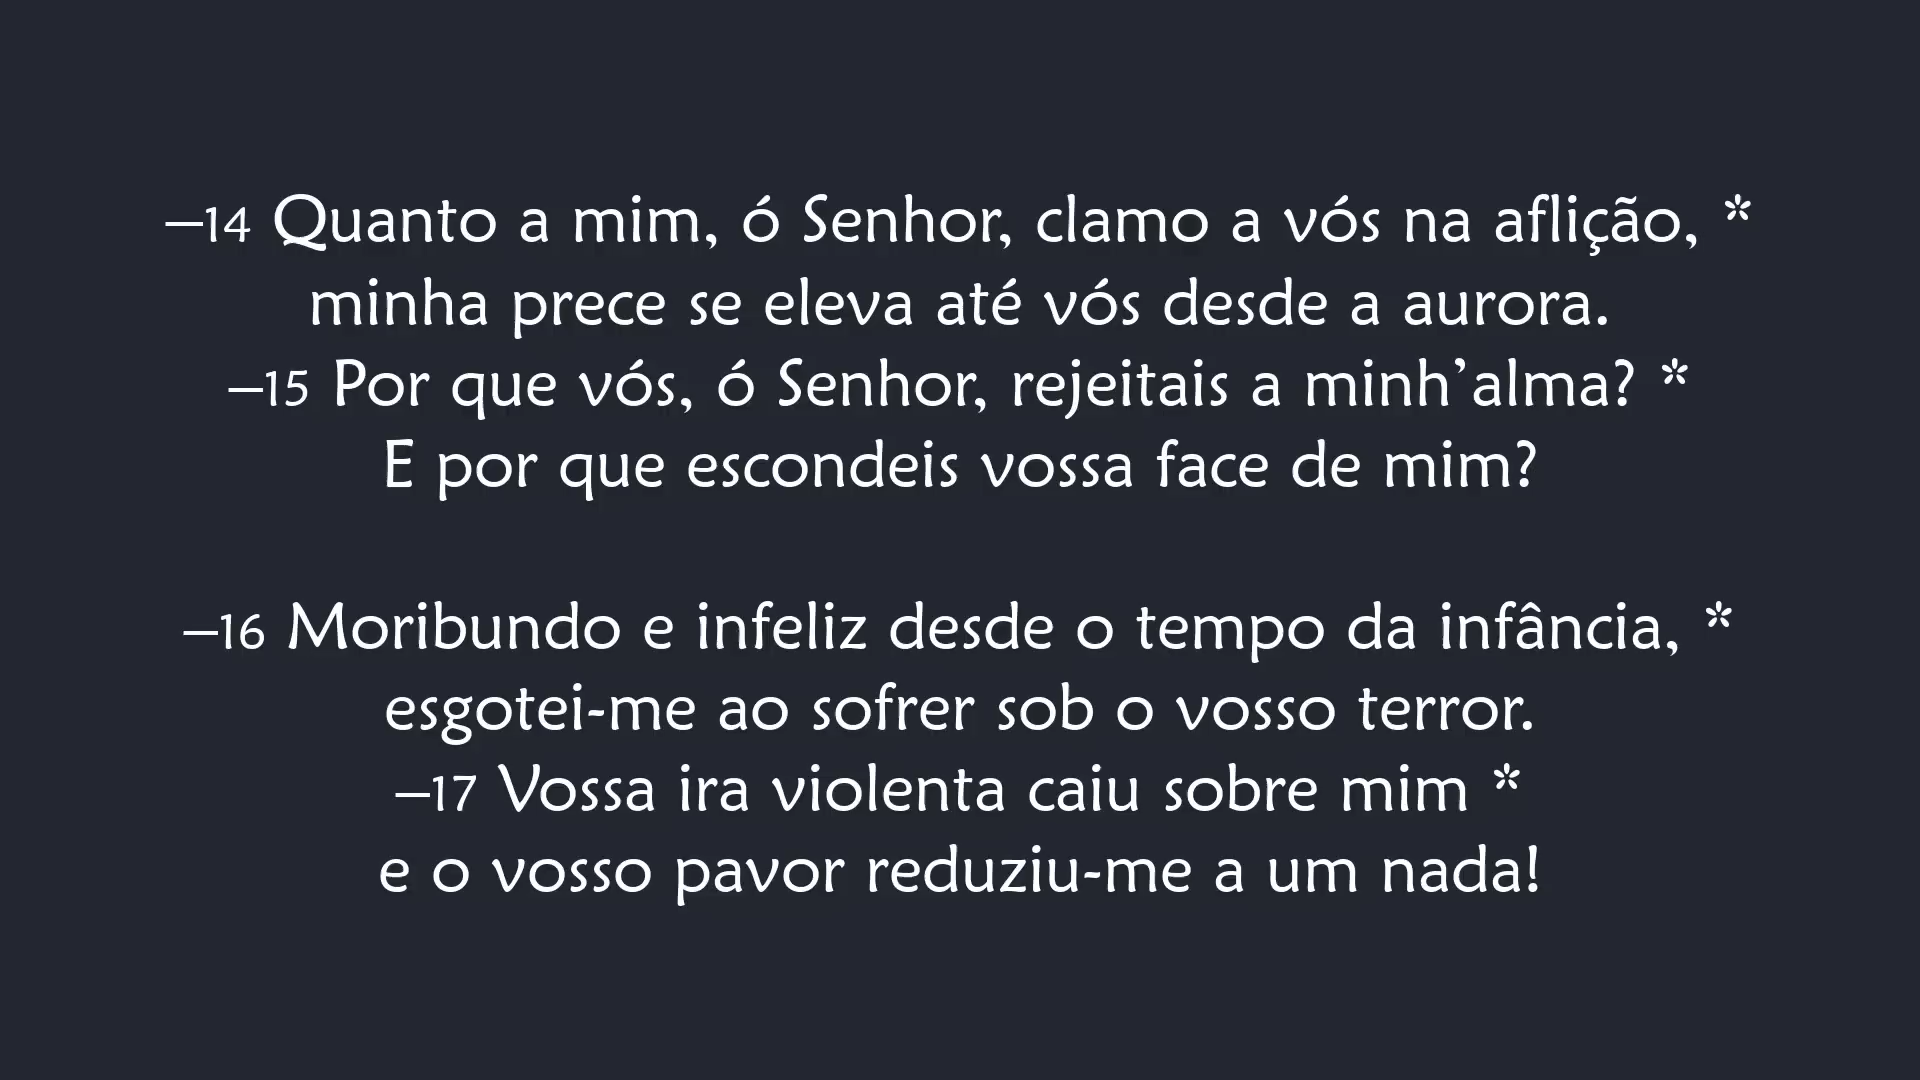 –14 Quanto a mim, ó Senhor, clamo a vós na aflição, *
minha prece se eleva até vós desde a aurora.
–15 Por que vós, ó Senhor, rejeitais a minh’alma? *
E por que escondeis vossa face de mim?
–16 Moribundo e infeliz desde o tempo da infância, *
esgotei-me ao sofrer sob o vosso terror.
–17 Vossa ira violenta caiu sobre mim *
e o vosso pavor reduziu-me a um nada!